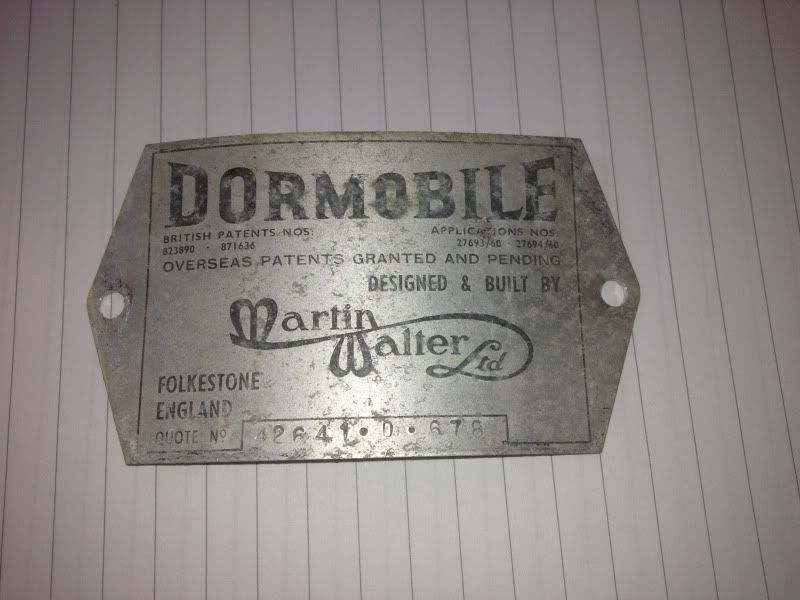 DORMOBILE
BRITISH PATENTS NOS: APPLICATIONS NOS:
823890 · 871636 27693/60 27694/60
OVERSEAS PATENTS GRANTED AND PENDING
DESIGNED & BUILT BY
Martin
Walter Ltd
FOLKESTONE
ENGLAND
QUOTE Nº 42641·D·678